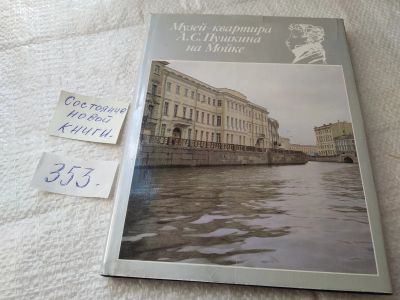 Музей-квартира
А.С.Пушкина
на Мойке
Состояние
новой
книги.
353.